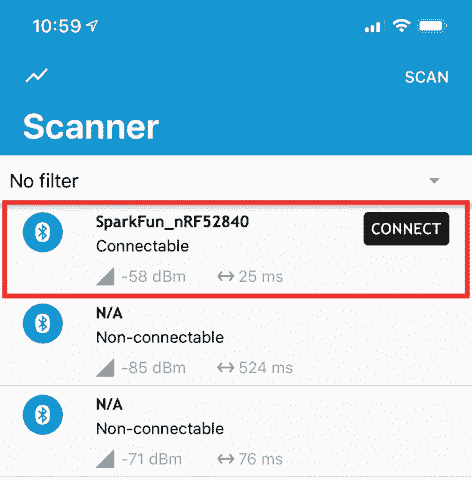 10:59
SCAN
Scanner
No filter
SparkFun_nRF52840
CONNECT
Connectable
-58 dBm ↔ 25 ms
N/A
Non-connectable
-85 dBm ↔ 524 ms
N/A
Non-connectable
-71 dBm ↔ 76 ms